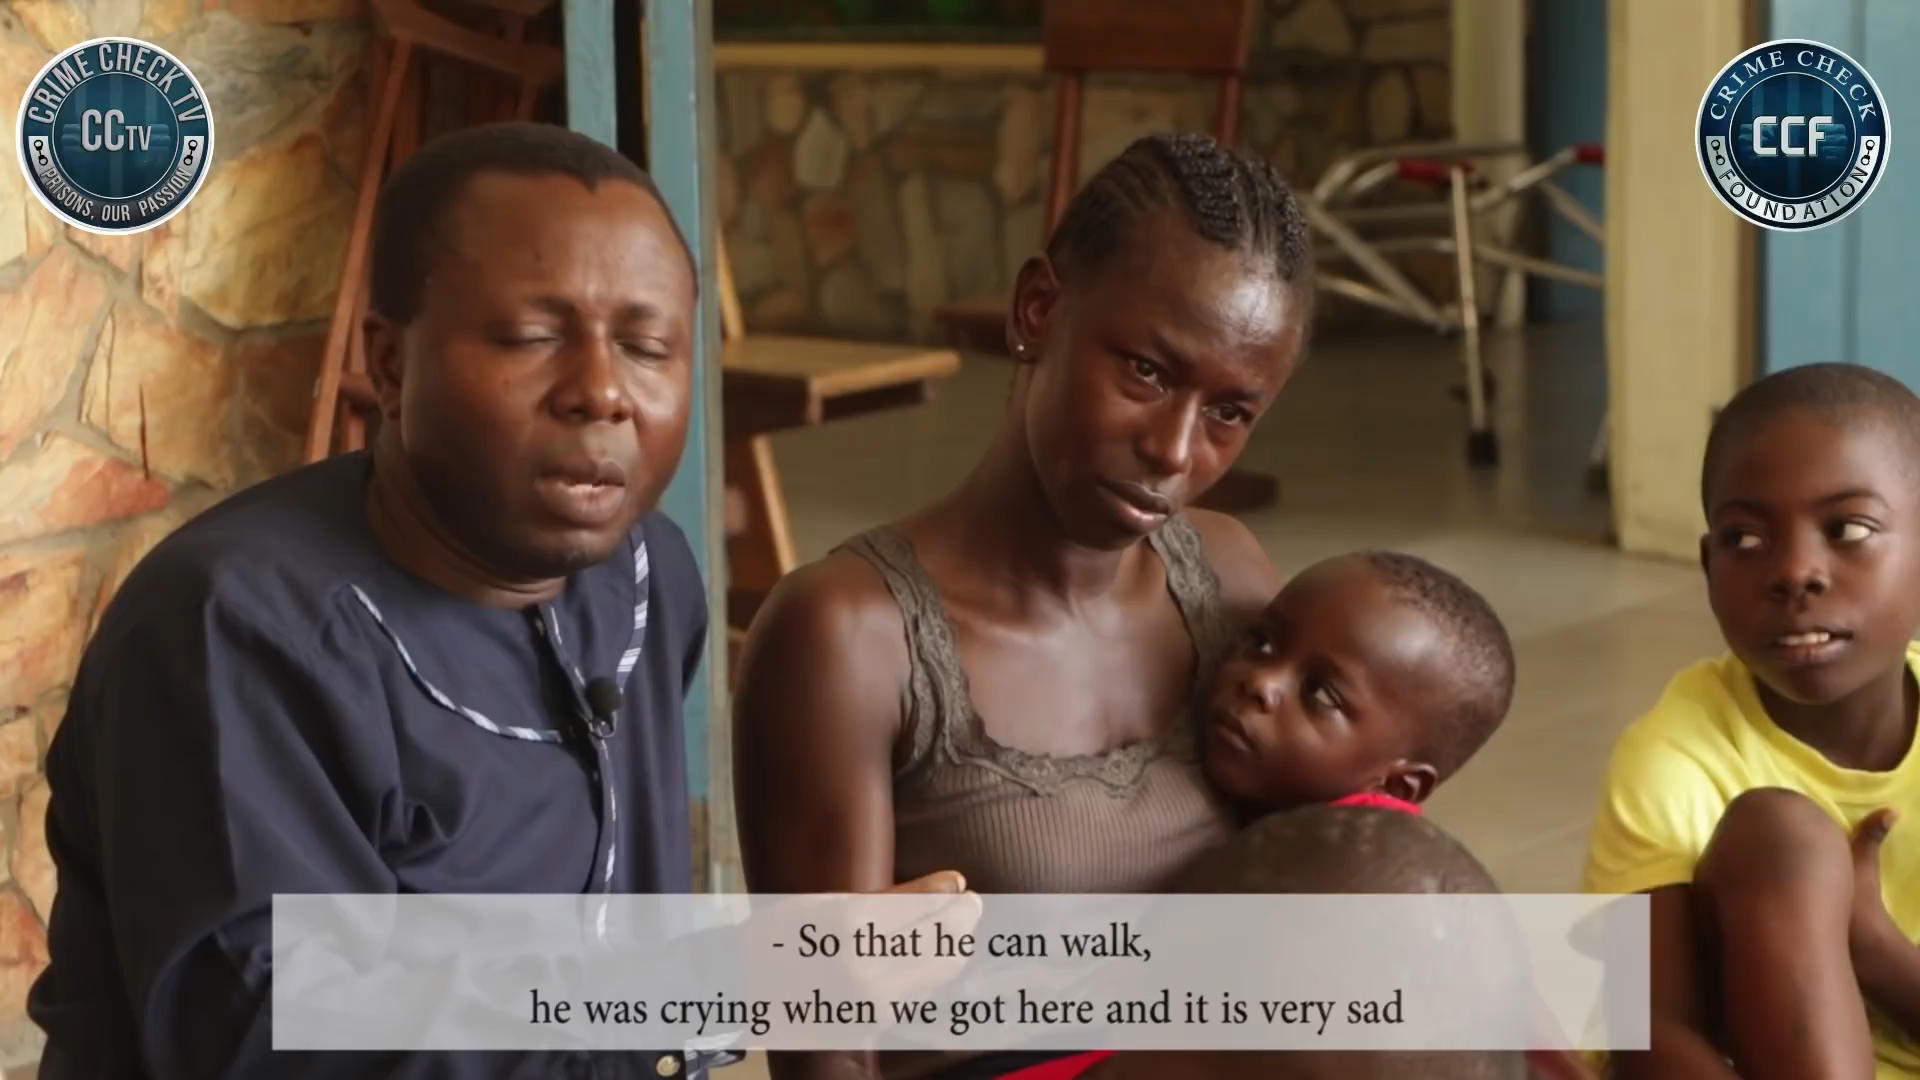 CRIME CHECK TV
CCTV
PRISONS, OUR PASSION
CRIME CHECK
CCF
FOUNDATION
- So that he can walk,
he was crying when we got here and it is very sad